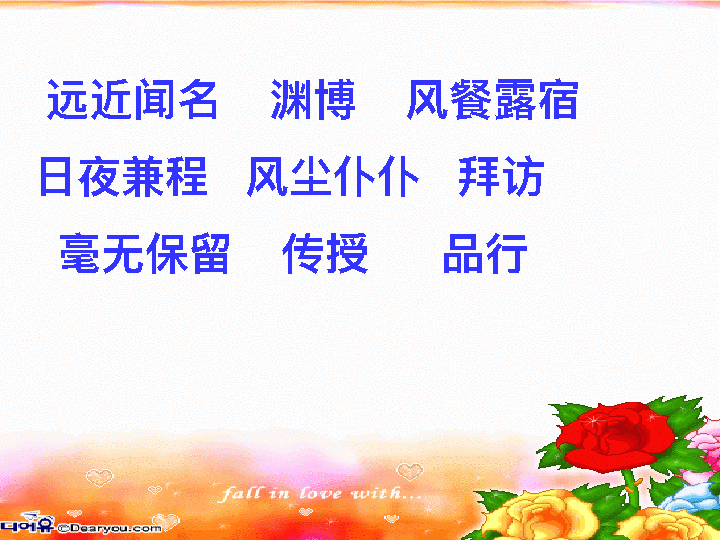 远近闻名 渊博 风餐露宿
日夜兼程 风尘仆仆 拜访
毫无保留 传授 品行
fall in love with...
디어유 ©Dearyou.com